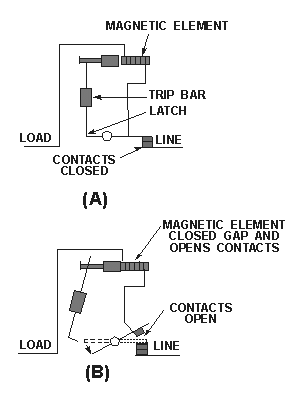 MAGNETIC ELEMENT
TRIP BAR
LATCH
LOAD
LINE
CONTACTS
CLOSED
(A)
MAGNETIC ELEMENT
CLOSED GAP AND
OPENS CONTACTS
CONTACTS
OPEN
LOAD
LINE
(B)